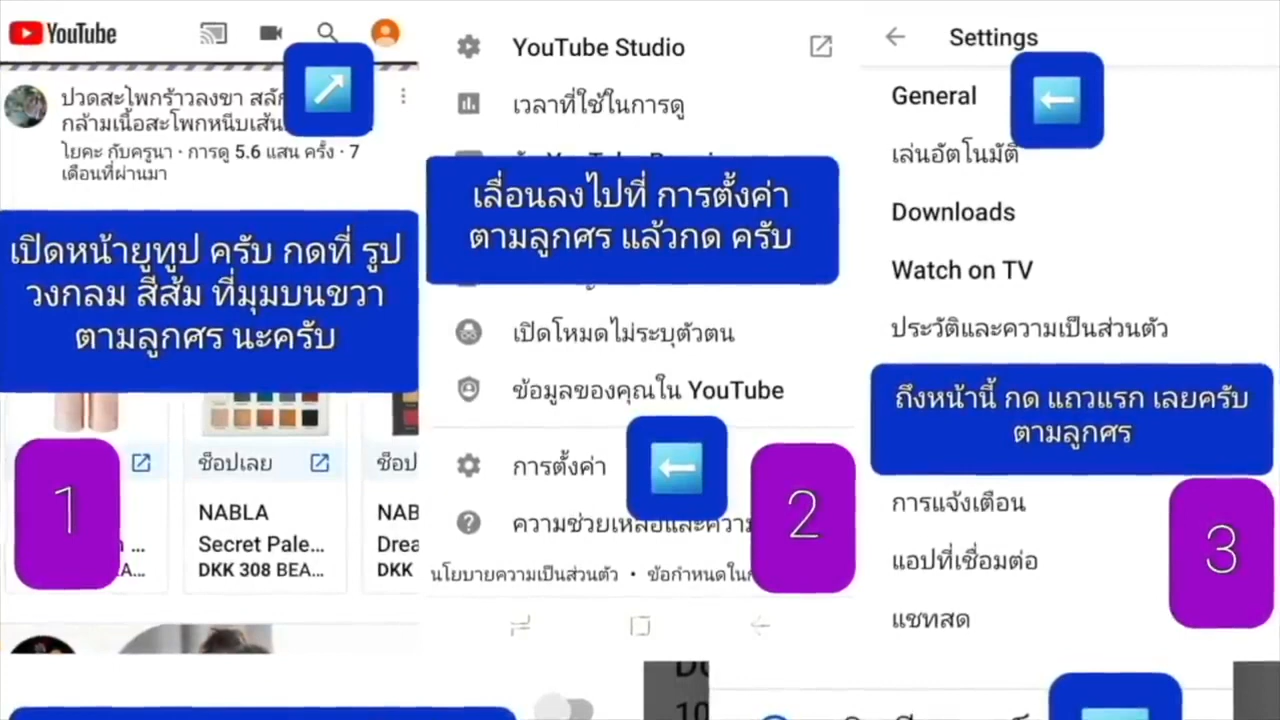 YouTube
ปวดสะโพกร้าวลงขา
กล้ามเนื้อสะโพกหนีบเส้น
โยคะ กับครูนา · การดู 5.6 แสน ครั้ง · 7
เดือนที่ผ่านมา
เปิดหน้ายูทูป ครับ กดที่ รูป
วงกลม สีส้ม ที่มุมบนขวา
ตามลูกศร นะครับ
ช็อปเลย
ช็อป
1
NABLA
Secret Pale...
DKK 308 BEA...
NAB
Drea
DKK
YouTube Studio
เวลาที่ใช้ในการดู
เลื่อนลงไปที่ การตั้งค่า
ตามลูกศร แล้วกด ครับ
เปิดโหมดไม่ระบุตัวตน
ข้อมูลของคุณใน YouTube
การตั้งค่า
ความช่วยเหลือและความ
นโยบายความเป็นส่วนตัว • ข้อกำหนดใน
2
Settings
General
เล่นอัตโนมัติ
Downloads
Watch on TV
ประวัติและความเป็นส่วนตัว
ถึงหน้านี้ กด แถวแรก เลยครับ
ตามลูกศร
การแจ้งเตือน
แอปที่เชื่อมต่อ
แชทสด
3